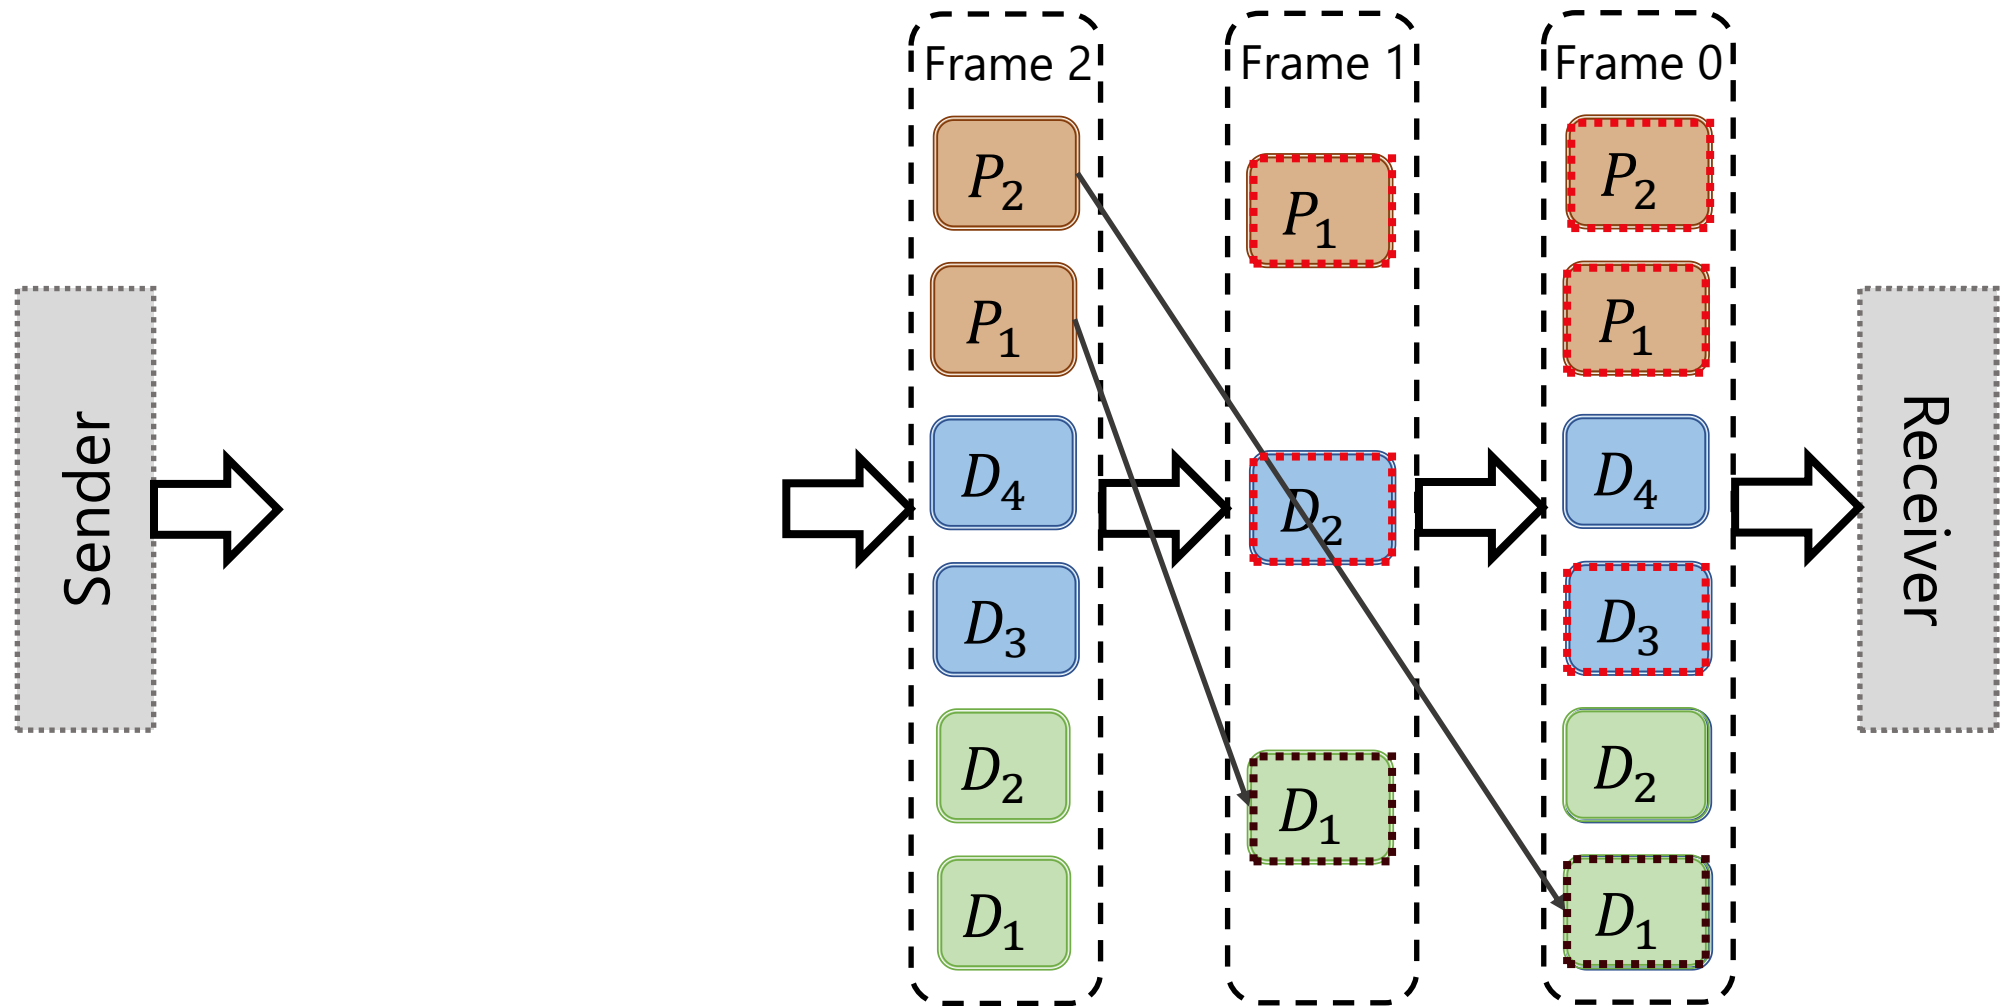 Sender
Frame 2
P2
P1
D4
D3
D2
D1
Frame 1
P1
D2
D1
Frame 0
P2
P1
D4
D3
D2
D1
Receiver